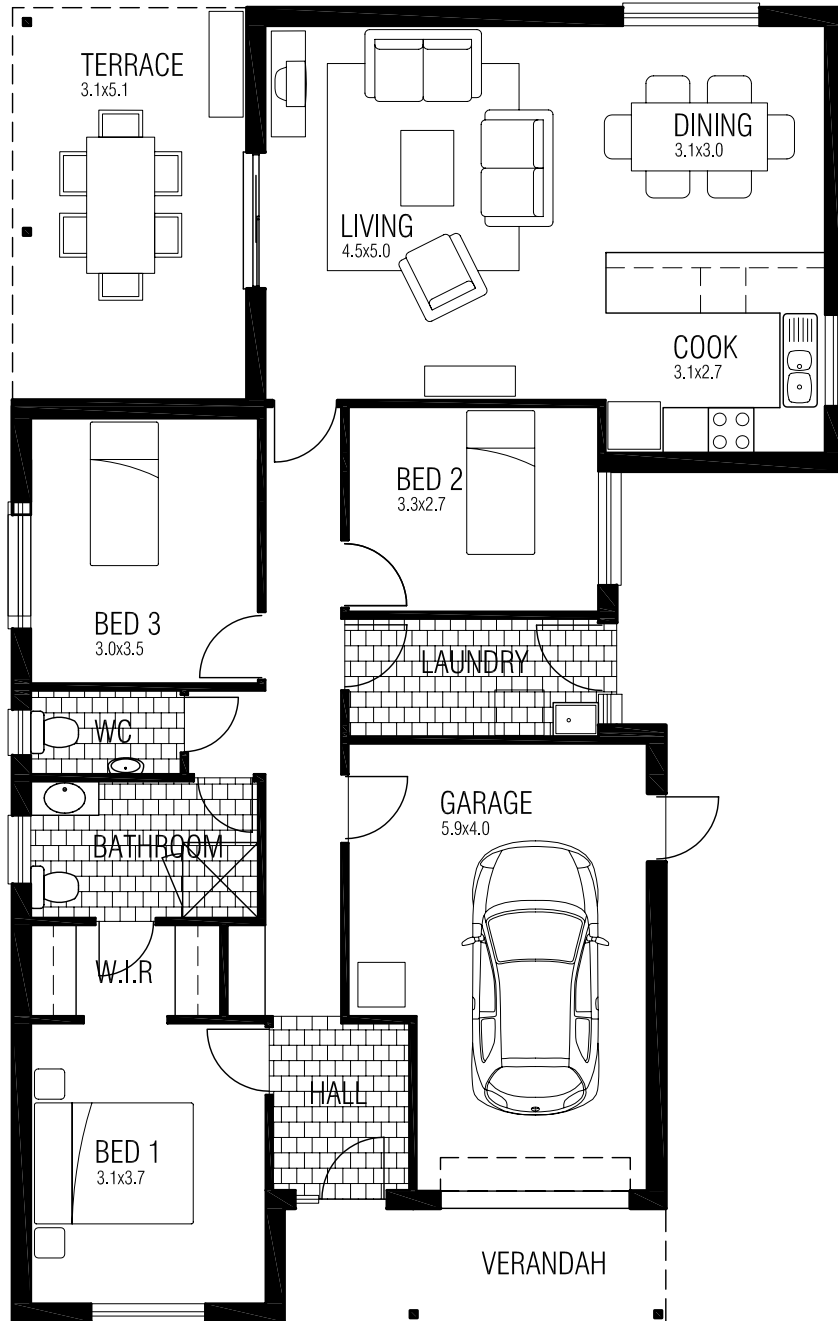 TERRACE
3.1x5.1
DINING
3.1x3.0
LIVING
4.5x5.0
COOK
3.1x2.7
BED 2
3.3x2.7
BED 3
3.0x3.5
LAUNDRY
WC
GARAGE
5.9x4.0
BATHROOM
W.I.R
HALL
BED 1
3.1x3.7
VERANDAH